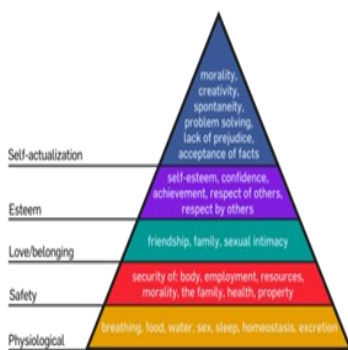 morality,
creativity,
spontaneity,
problem solving,
lack of prejudice,
acceptance of facts
Self-actualization
self-esteem, confidence,
achievement, respect of others,
respect by others
Esteem
friendship, family, sexual intimacy
Love/belonging
security of: body, employment, resources,
morality, the family, health, property
Safety
breathing, food, water, sex, sleep, homeostasis, excretion
Physiological